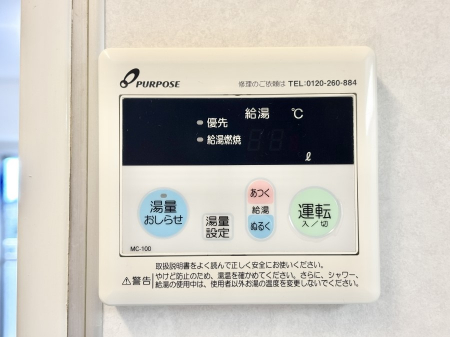 PURPOSE
修理のご依頼は TEL:0120-260-884
給湯 ℃
優先
給湯燃焼
ℓ
湯量
おしらせ
湯量
設定
あつく
給湯
ぬるく
運転
入/切
MC-100
取扱説明書をよく読んで正しく安全にお使いください。
⚠警告 やけど防止のため、湯温を確かめてください。さらに、シャワー、
給湯の使用中は、使用者以外お湯の温度を変更しないでください。